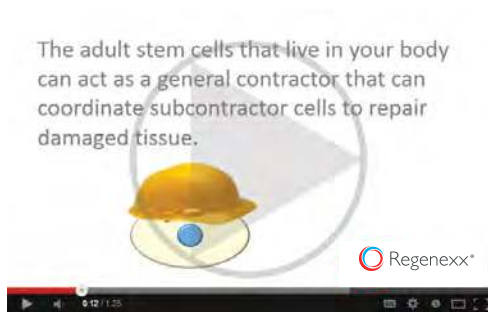 The adult stem cells that live in your body
can act as a general contractor that can
coordinate subcontractor cells to repair
damaged tissue.
Regenexx®
0:12 / 1:25